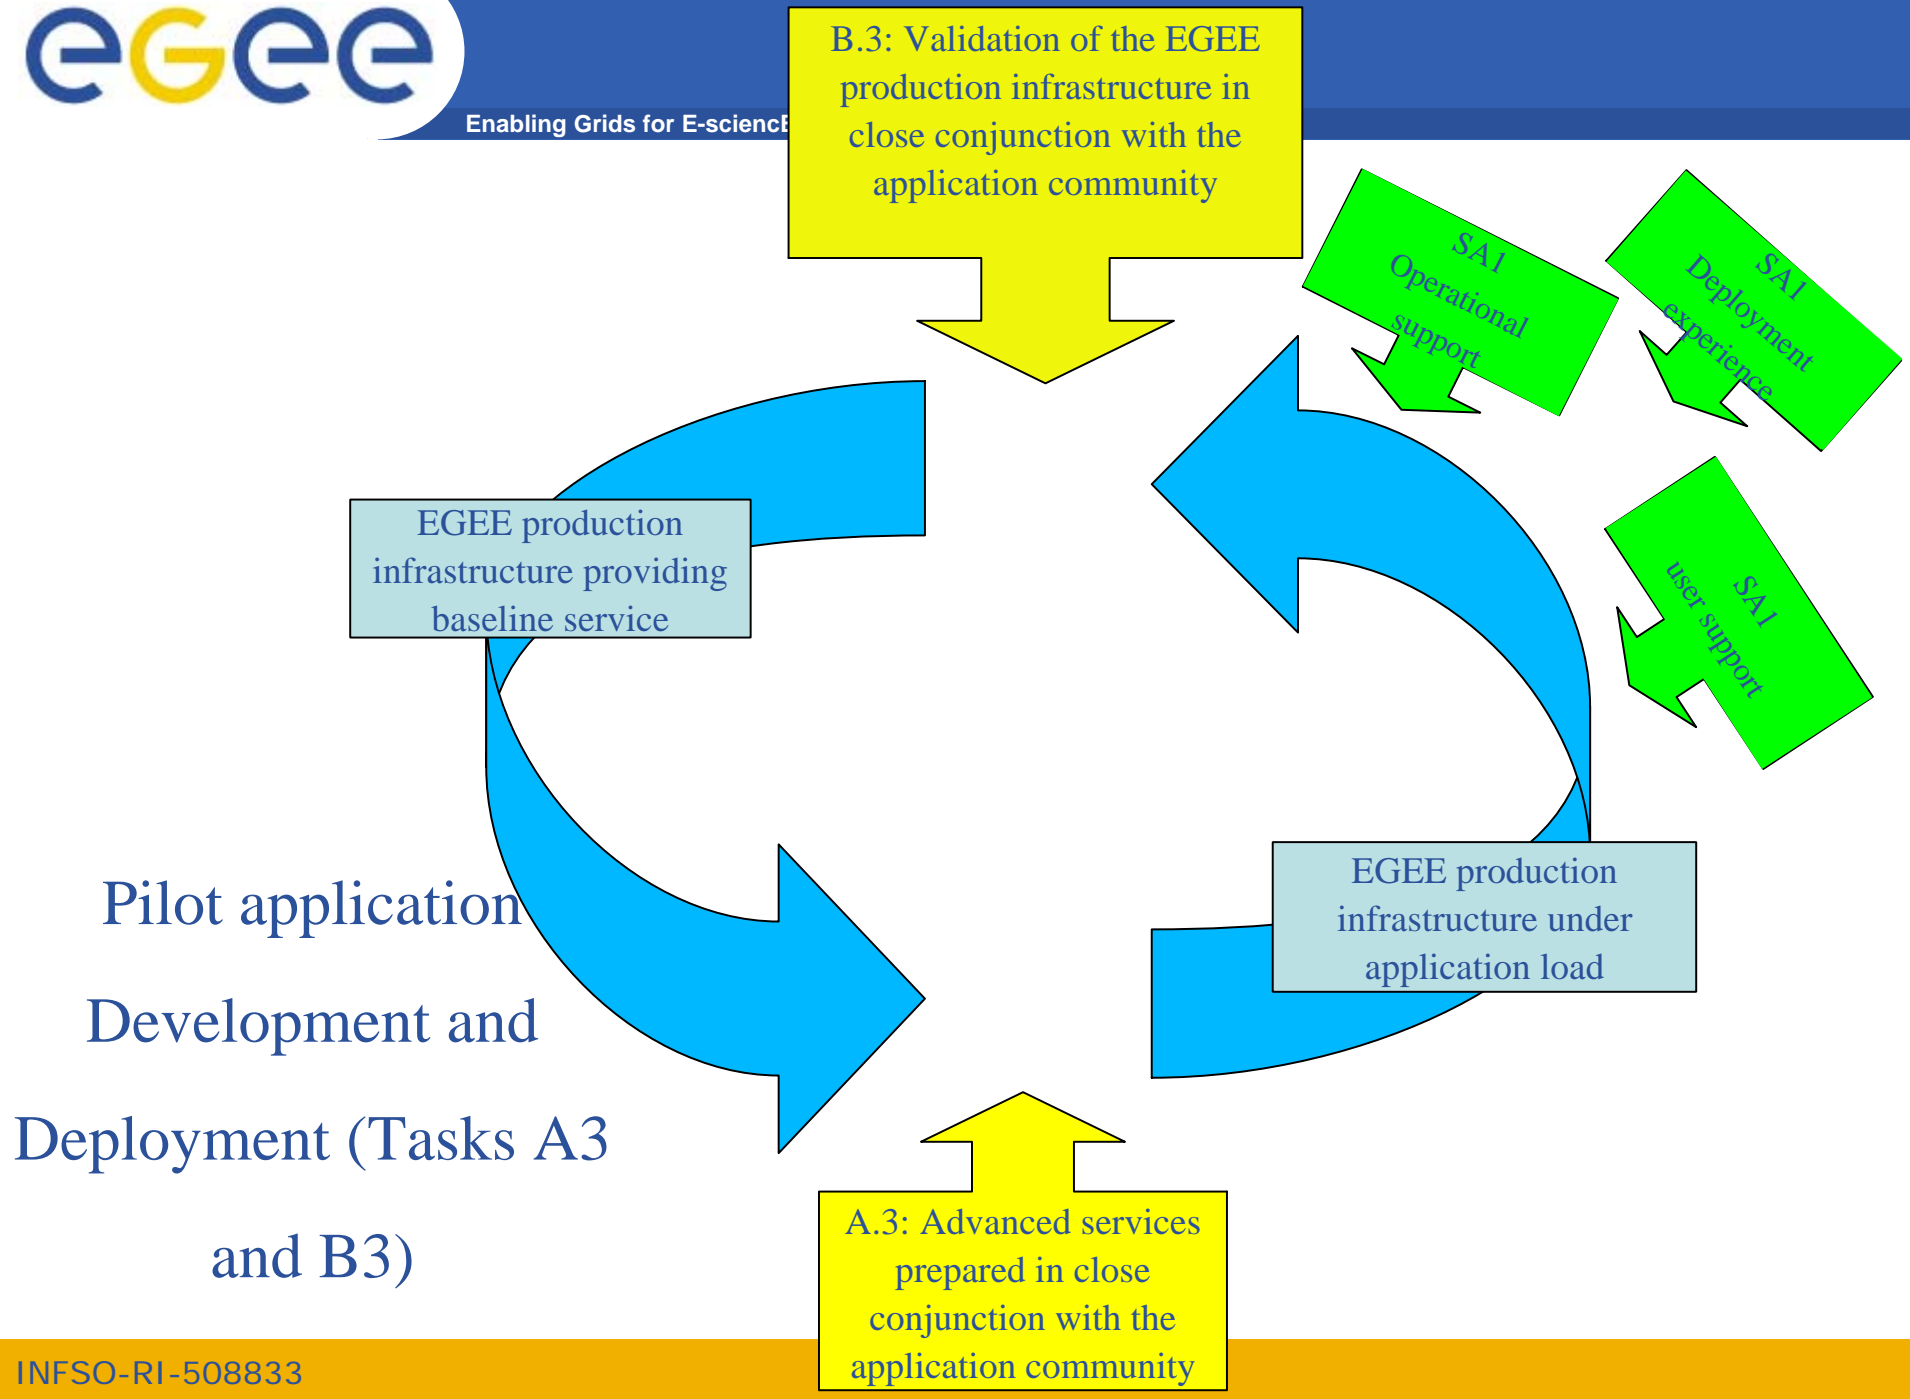 eGee
Enabling Grids for E-sciencE
B.3: Validation of the EGEE
production infrastructure in
close conjunction with the
application community
SA1
Operational
support
SA1
Deployment
experience
SA1
user support
EGEE production
infrastructure providing
baseline service
EGEE production
infrastructure under
application load
Pilot application
Development and
Deployment (Tasks A3
and B3)
A.3: Advanced services
prepared in close
conjunction with the
application community
INFSO-RI-508833